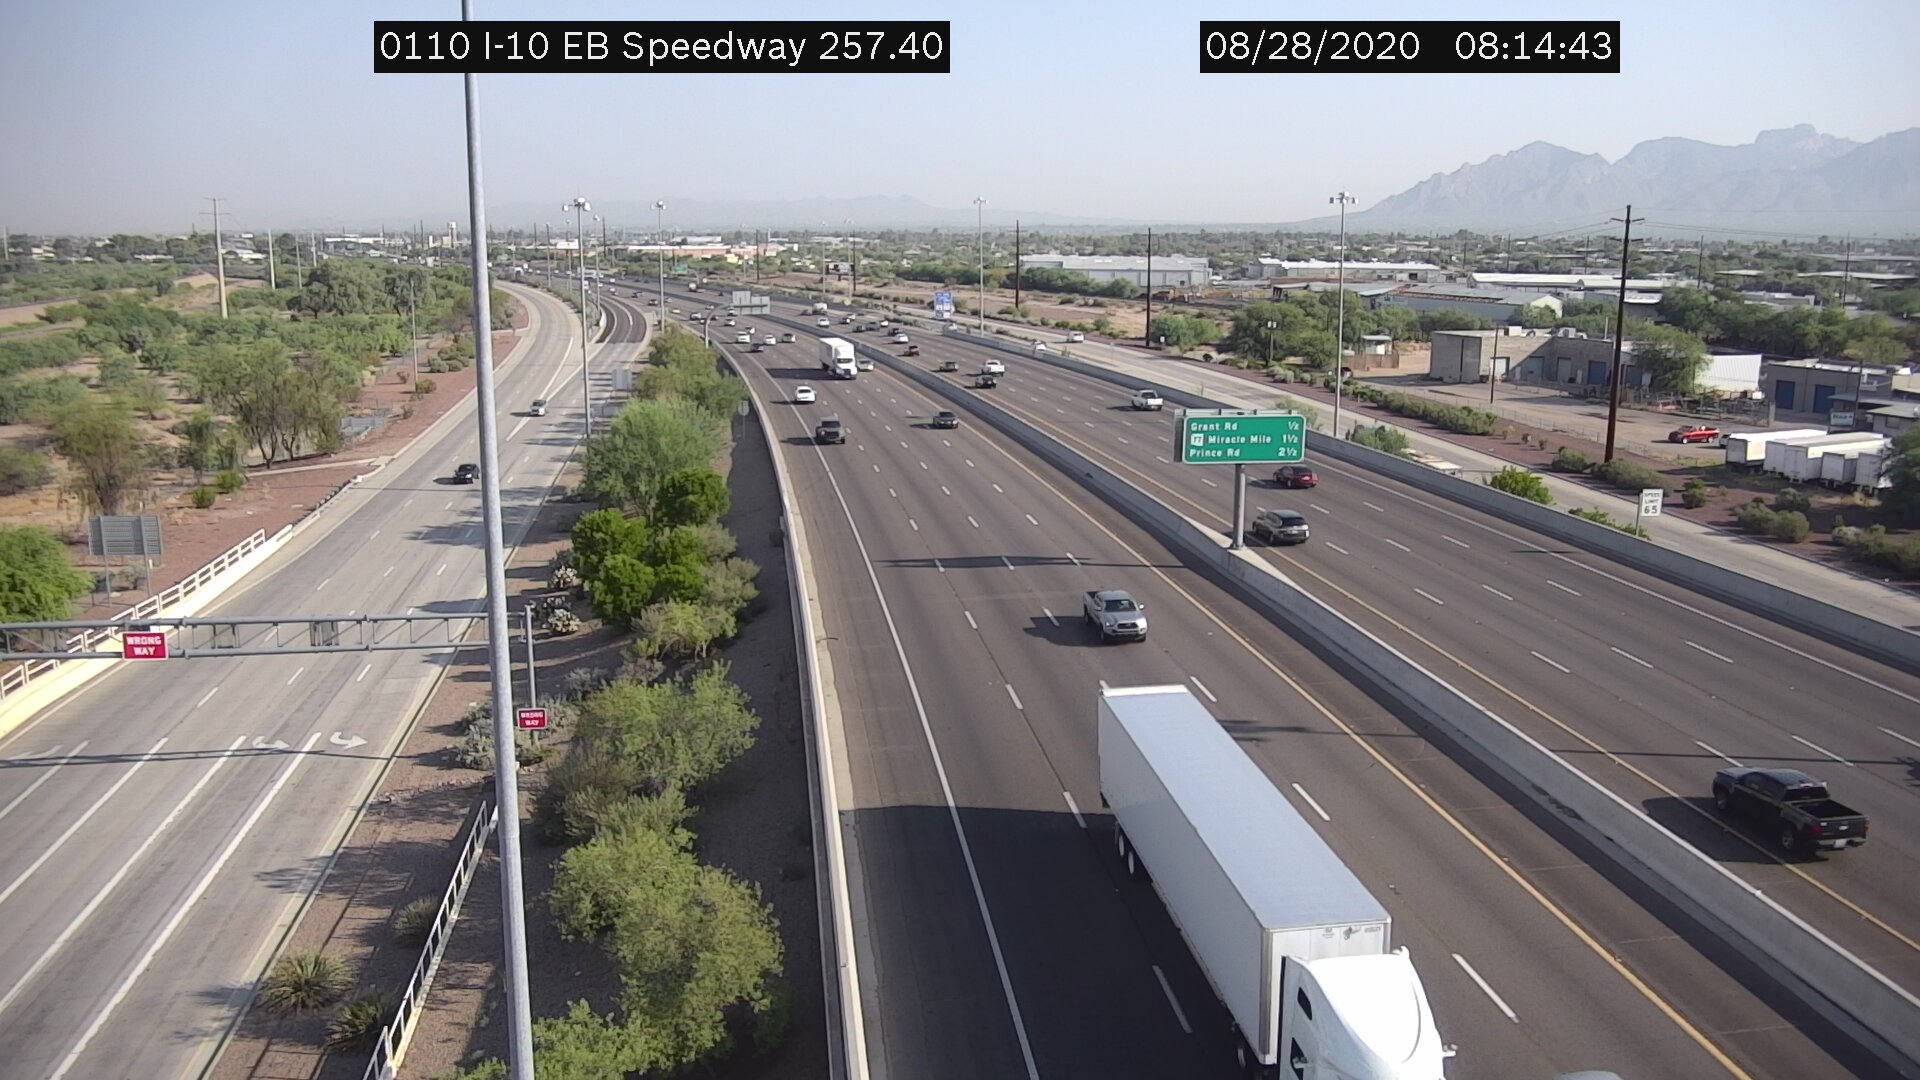 0110 I-10 EB Speedway 257.40
08/28/2020 08:14:43
Grant Rd ½
77 Miracle Mile 1½
Prince Rd 2½
SPEED
LIMIT
65
WRONG
WAY
WRONG
WAY